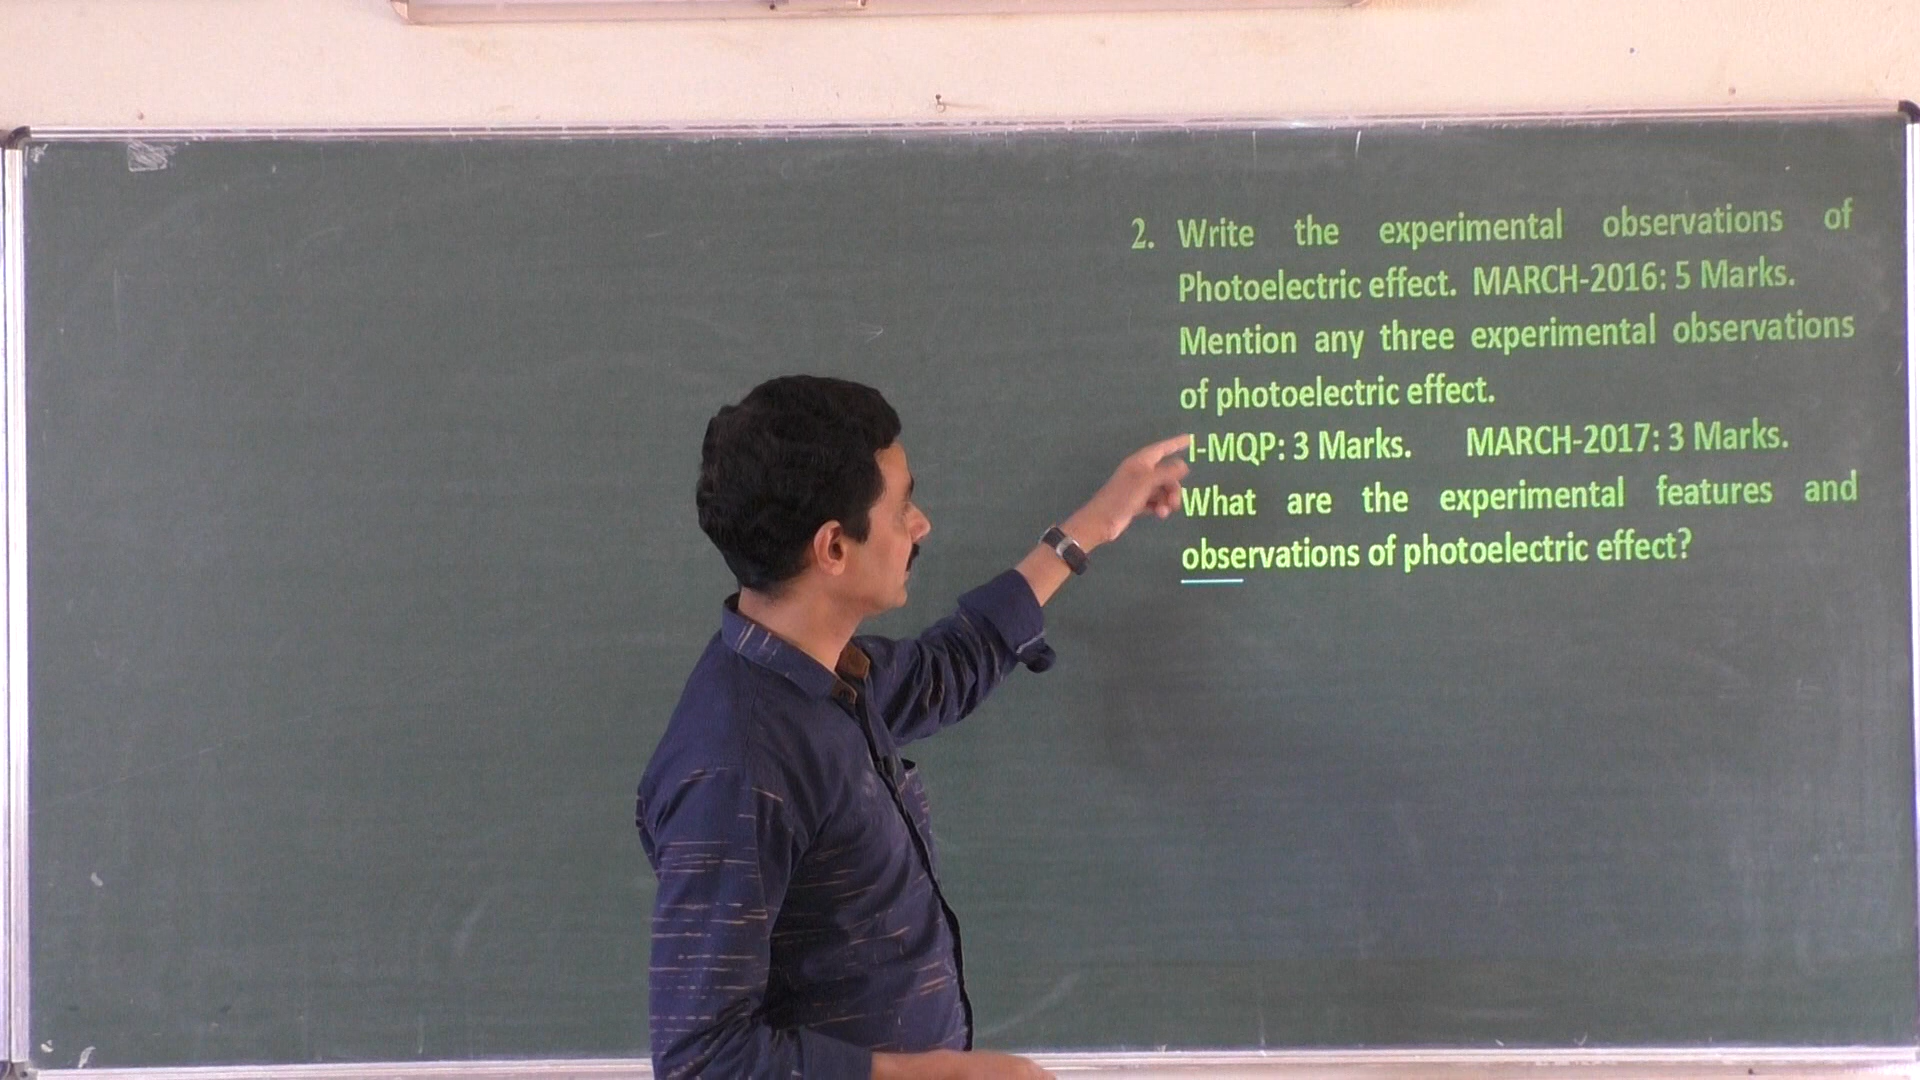 2. Write the experimental observations of
Photoelectric effect. MARCH-2016: 5 Marks.
Mention any three experimental observations
of photoelectric effect.
I-MQP: 3 Marks. MARCH-2017: 3 Marks.
What are the experimental features and
observations of photoelectric effect?